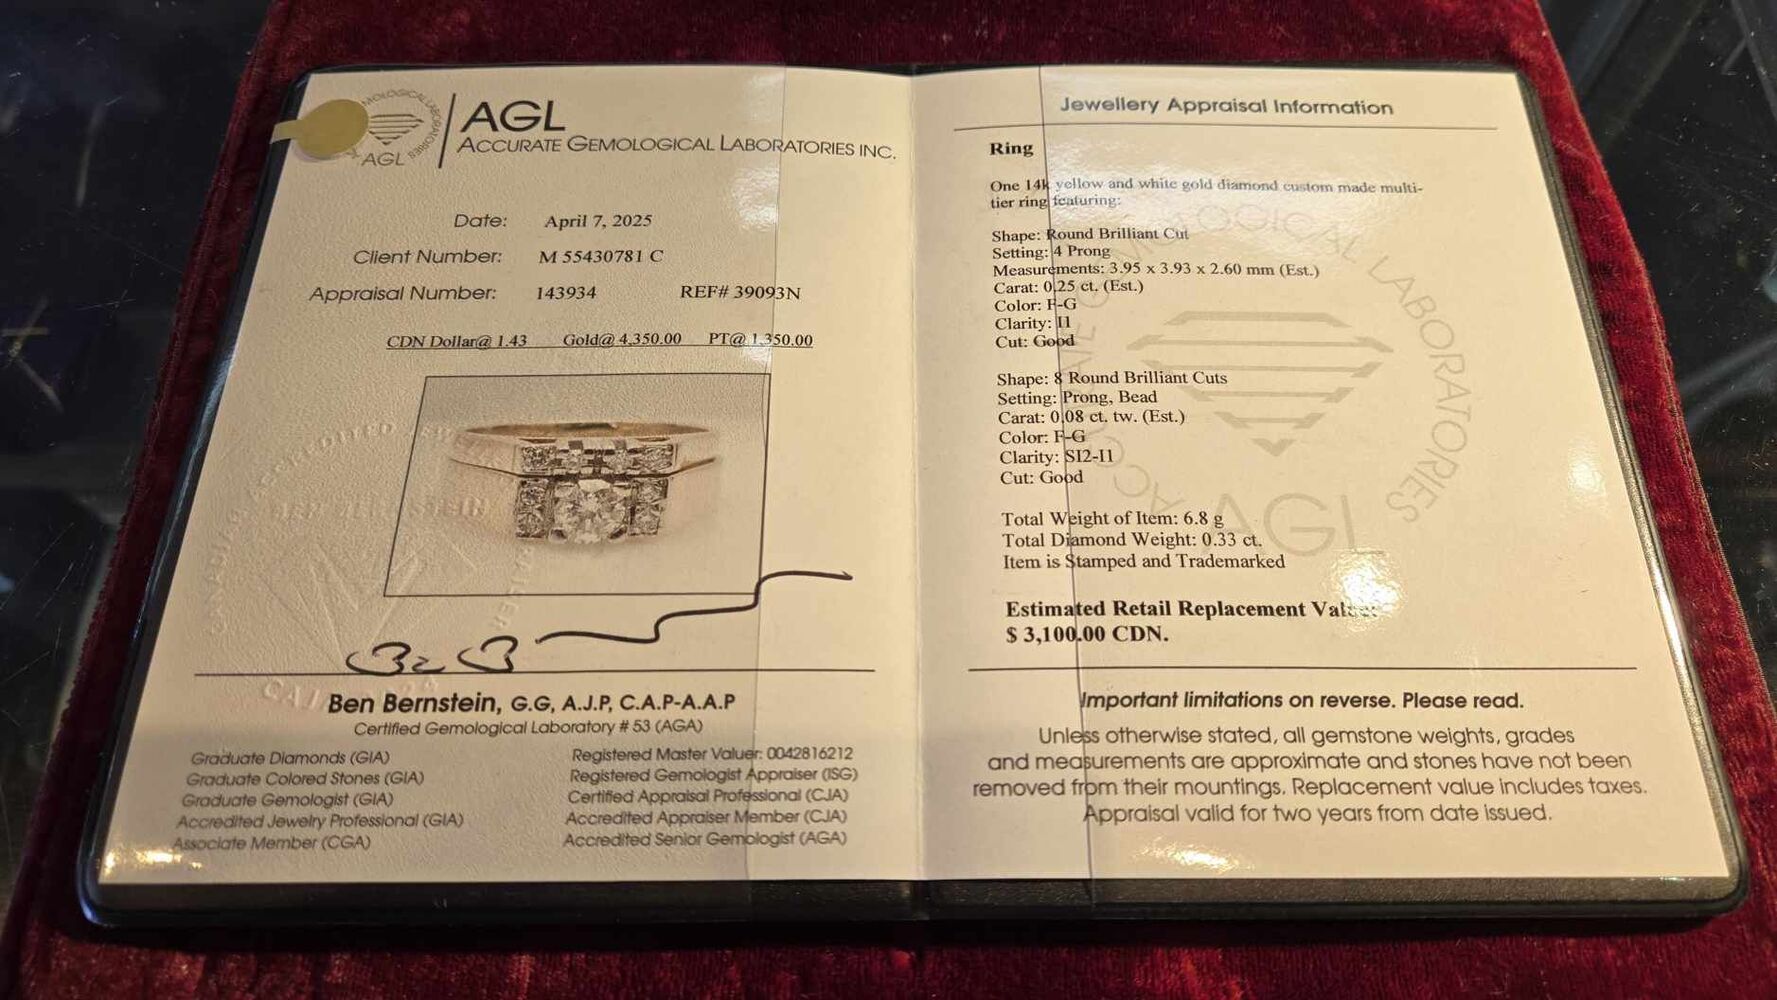 AGL
ACCURATE GEMOLOGICAL LABORATORIES INC.
AGL
Date: April 7, 2025
Client Number: M 55430781 C
Appraisal Number: 143934 REF# 39093N
CDN Dollar@ 1.43 Gold@ 4,350.00 PT@ 1,350.00
Ben Bernstein, G.G, A.J.P, C.A.P-A.A.P
Certified Gemological Laboratory # 53 (AGA)
Graduate Diamonds (GIA)
Graduate Colored Stones (GIA)
Graduate Gemologist (GIA)
Accredited Jewelry Professional (GIA)
Associate Member (CGA)
Registered Master Valuer: 0042816212
Registered Gemologist Appraiser (ISG)
Certified Appraisal Professional (CJA)
Accredited Appraiser Member (CJA)
Accredited Senior Gemologist (AGA)
Jewellery Appraisal Information
Ring
One 14k yellow and white gold diamond custom made multi-
tier ring featuring:
Shape: Round Brilliant Cut
Setting: 4 Prong
Measurements: 3.95 x 3.93 x 2.60 mm (Est.)
Carat: 0.25 ct. (Est.)
Color: F-G
Clarity: I1
Cut: Good
Shape: 8 Round Brilliant Cuts
Setting: Prong, Bead
Carat: 0.08 ct. tw. (Est.)
Color: F-G
Clarity: SI2-I1
Cut: Good
Total Weight of Item: 6.8 g
Total Diamond Weight: 0.33 ct.
Item is Stamped and Trademarked
Estimated Retail Replacement Value:
$ 3,100.00 CDN.
Important limitations on reverse. Please read.
Unless otherwise stated, all gemstone weights, grades
and measurements are approximate and stones have not been
removed from their mountings. Replacement value includes taxes.
Appraisal valid for two years from date issued.
AGL